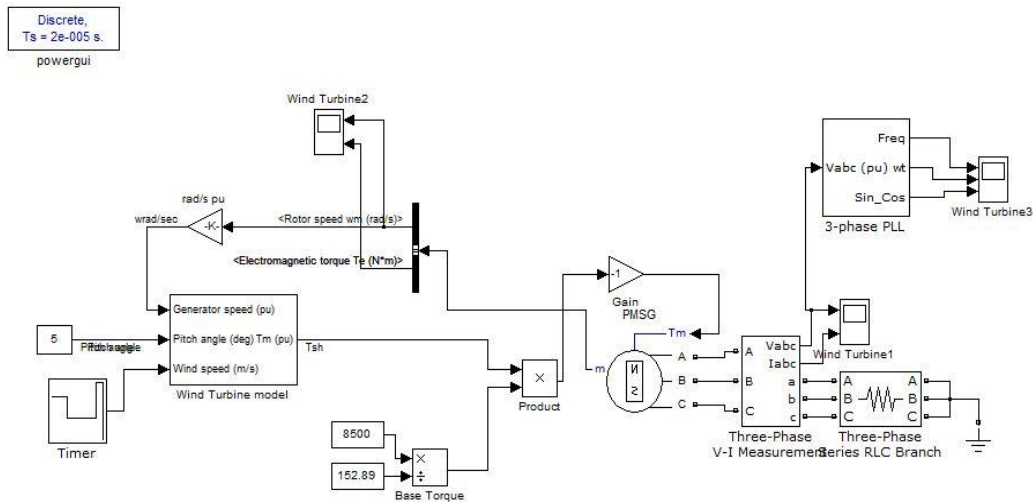 Discrete,
Ts = 2e-005 s.
powergui
Wind Turbine2
rad/s pu
wrad/sec
-K-
<Rotor speed wm (rad/s)>
<Electromagnetic torque Te (N*m)>
Generator speed (pu)
Pitch angle (deg) Tm (pu)
Wind speed (m/s)
Wind Turbine model
5
Pitch angle
Timer
Tsh
8500
152.89
×
÷
Base Torque
×
Product
-1
Gain
PMSG
Tm
m
N
S
A
B
C
A
B
C
Vabc
Iabc
a
b
c
Three-Phase
V-I Measurement
Wind Turbine1
A
B
C
A
B
C
Three-Phase
Series RLC Branch
Freq
Vabc (pu) wt
Sin_Cos
3-phase PLL
Wind Turbine3